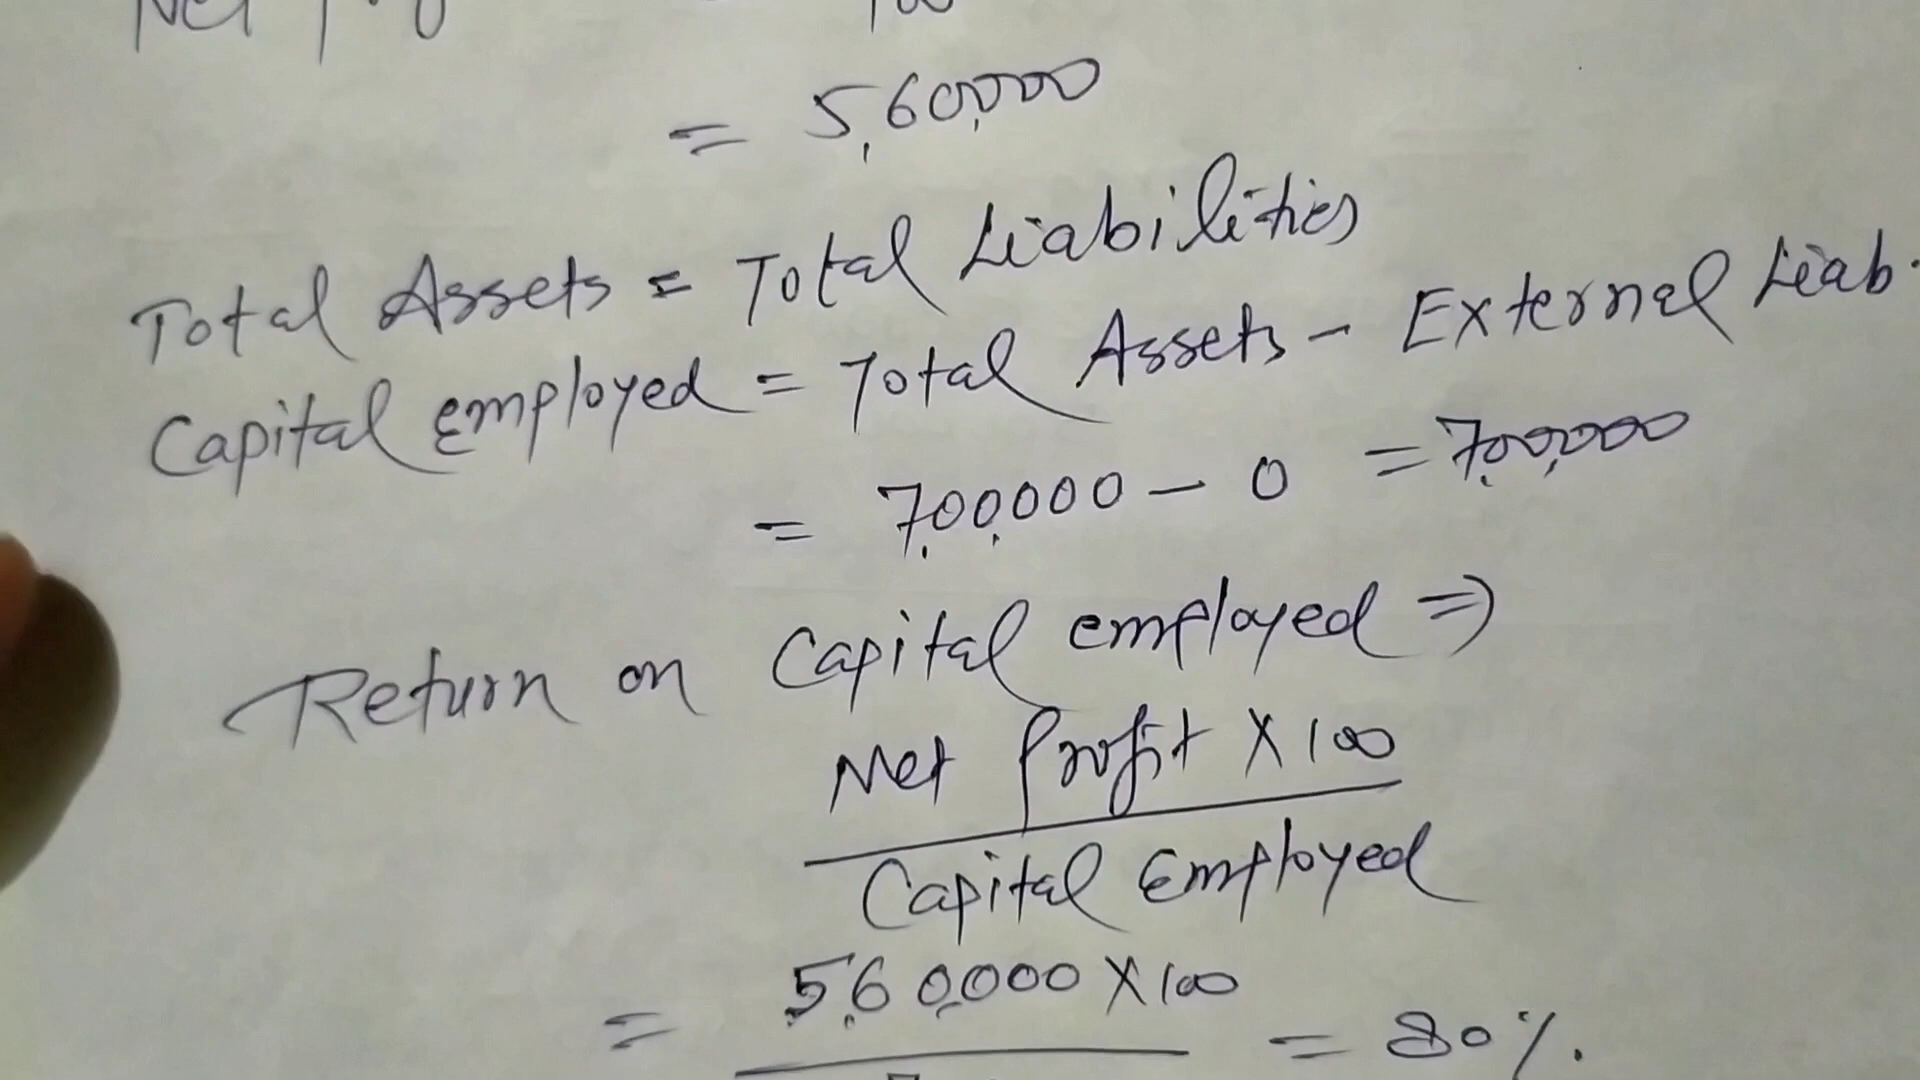 Net
= 5,60,000
Total Assets = Total Liabilities
Capital employed = Total Assets - External Liab.
= 7,00,000 - 0 = 7,00,000
Return on Capital employed ⇒
Net Profit X 100
Capital Employed
= 5,60,000 X 100 = 80%.